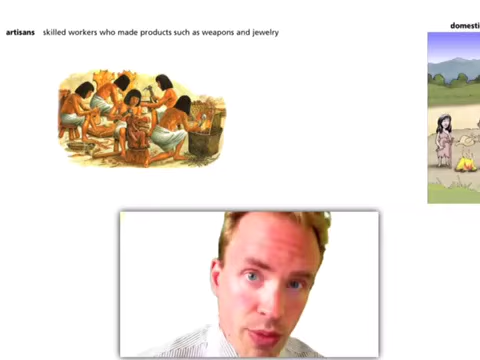 artisans skilled workers who made products such as weapons and jewelry
domesti